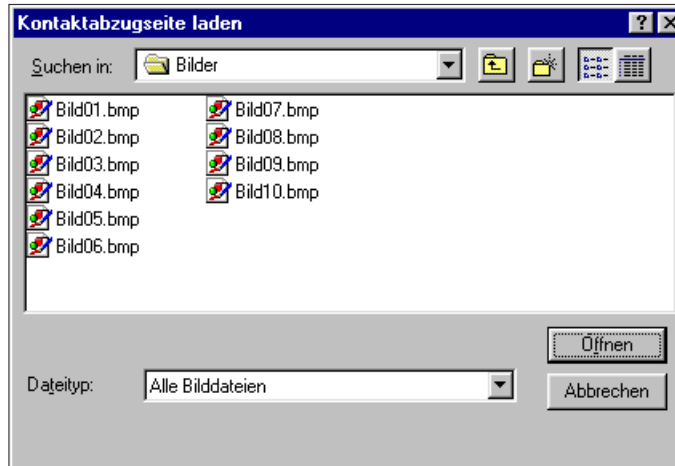 Kontaktabzugseite laden
Suchen in: Bilder
Bild01.bmp
Bild02.bmp
Bild03.bmp
Bild04.bmp
Bild05.bmp
Bild06.bmp
Bild07.bmp
Bild08.bmp
Bild09.bmp
Bild10.bmp
Öffnen
Dateityp: Alle Bilddateien
Abbrechen